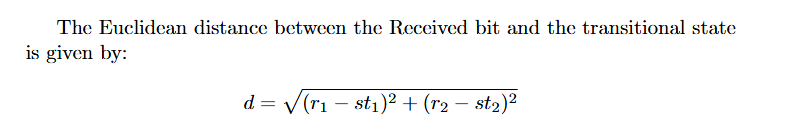 The Euclidean distance between the Received bit and the transitional state
is given by:
d = √(r₁ − st₁)² + (r₂ − st₂)²